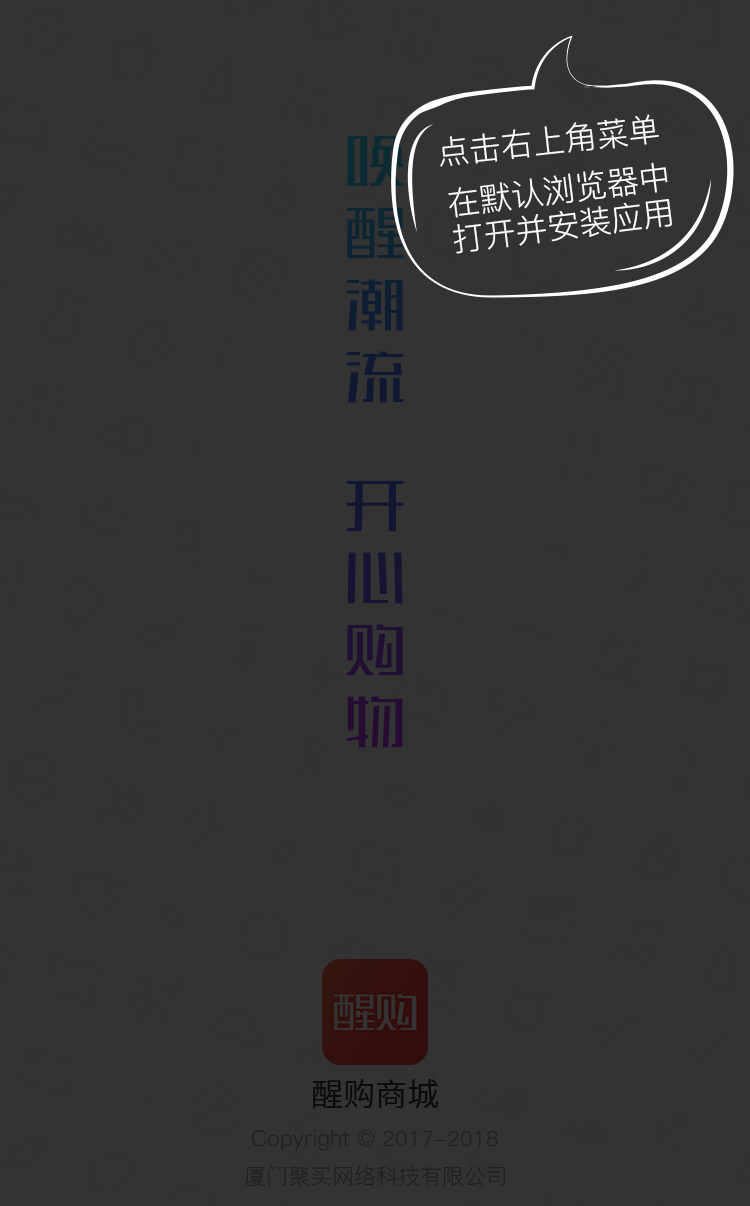 点击右上角菜单
在默认浏览器中
打开并安装应用
唤醒潮流
开心购物
醒购
醒购商城
Copyright © 2017-2018
厦门聚买网络科技有限公司